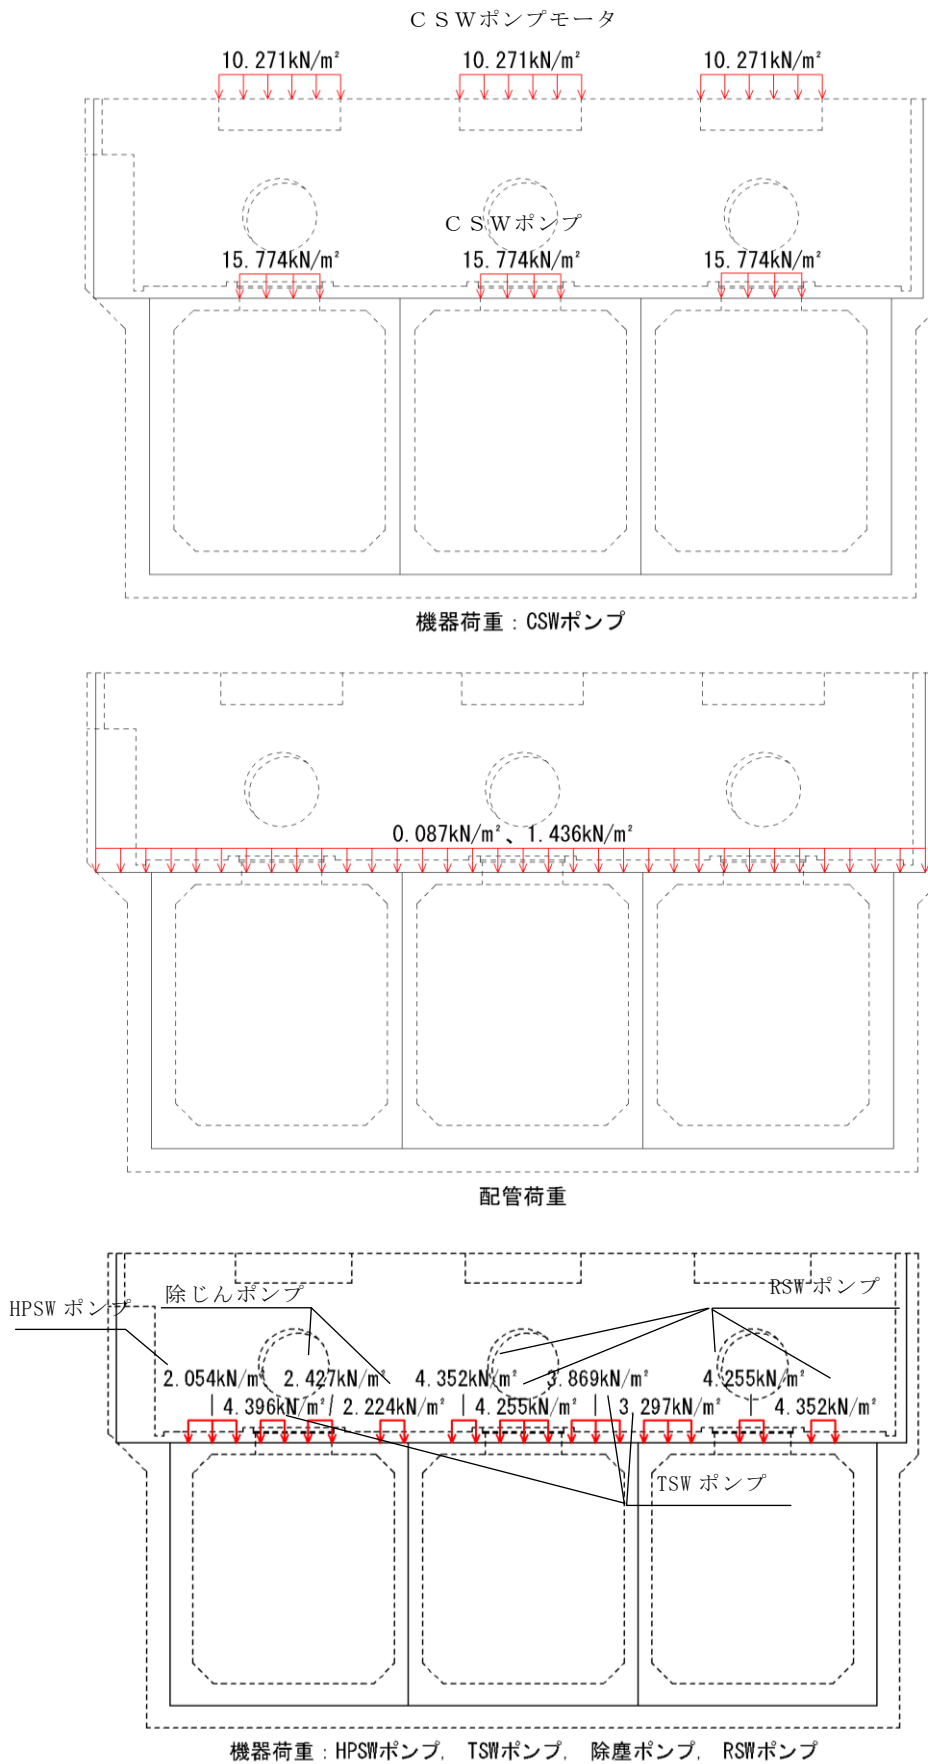 ＣＳＷポンプモータ
10.271kN/m² 10.271kN/m² 10.271kN/m²
ＣＳＷポンプ
15.774kN/m² 15.774kN/m² 15.774kN/m²
機器荷重：CSWポンプ
0.087kN/m²、1.436kN/m²
配管荷重
HPSW ポンプ 除じんポンプ RSW ポンプ
2.054kN/m² 2.427kN/m² 4.352kN/m² 3.869kN/m² 4.255kN/m²
4.396kN/m² 2.224kN/m² 4.255kN/m² 3.297kN/m² 4.352kN/m²
TSW ポンプ
機器荷重：HPSWポンプ， TSWポンプ， 除塵ポンプ， RSWポンプ